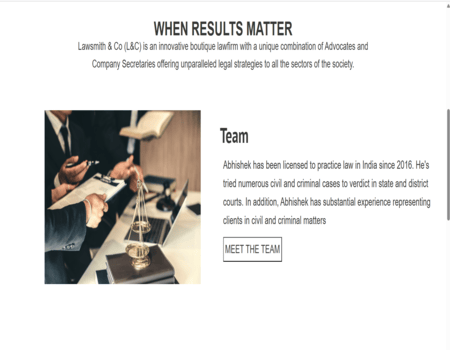 WHEN RESULTS MATTER
Lawsmith & Co (L&C) is an innovative boutique lawfirm with a unique combination of Advocates and
Company Secretaries offering unparalleled legal strategies to all the sectors of the society.
Team
Abhishek has been licensed to practice law in India since 2016. He's
tried numerous civil and criminal cases to verdict in state and district
courts. In addition, Abhishek has substantial experience representing
clients in civil and criminal matters
MEET THE TEAM